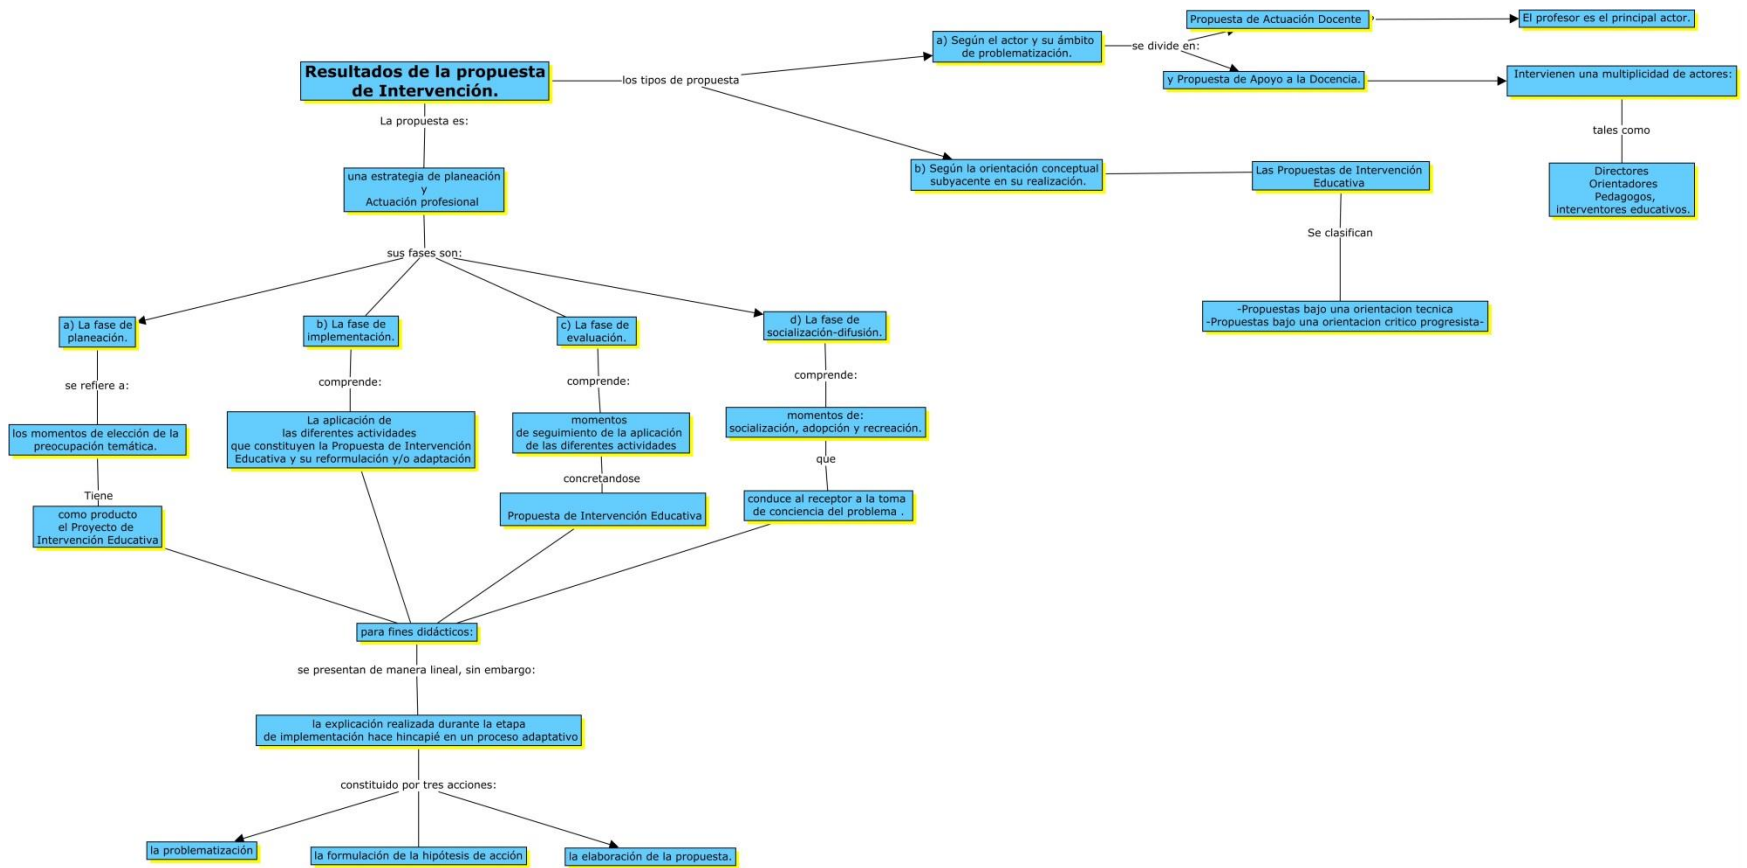 Resultados de la propuesta
de Intervención.
los tipos de propuesta
a) Según el actor y su ámbito
de problematización.
se divide en:
Propuesta de Actuación Docente
El profesor es el principal actor.
y Propuesta de Apoyo a la Docencia.
Intervienen una multiplicidad de actores:
tales como
Directores
Orientadores
Pedagogos,
interventores educativos.
b) Según la orientación conceptual
subyacente en su realización.
Las Propuestas de Intervención
Educativa
Se clasifican
-Propuestas bajo una orientacion tecnica
-Propuestas bajo una orientacion critico progresista-
La propuesta es:
una estrategia de planeación
y
Actuación profesional
sus fases son:
a) La fase de
planeación.
se refiere a:
los momentos de elección de la
preocupación temática.
Tiene
como producto
el Proyecto de
Intervención Educativa
b) La fase de
implementación.
comprende:
La aplicación de
las diferentes actividades
que constituyen la Propuesta de Intervención
Educativa y su reformulación y/o adaptación
c) La fase de
evaluación.
comprende:
momentos
de seguimiento de la aplicación
de las diferentes actividades
concretandose
Propuesta de Intervención Educativa
d) La fase de
socialización-difusión.
comprende:
momentos de:
socialización, adopción y recreación.
que
conduce al receptor a la toma
de conciencia del problema .
para fines didácticos:
se presentan de manera lineal, sin embargo:
la explicación realizada durante la etapa
de implementación hace hincapié en un proceso adaptativo
constituido por tres acciones:
la problematización
la formulación de la hipótesis de acción
la elaboración de la propuesta.